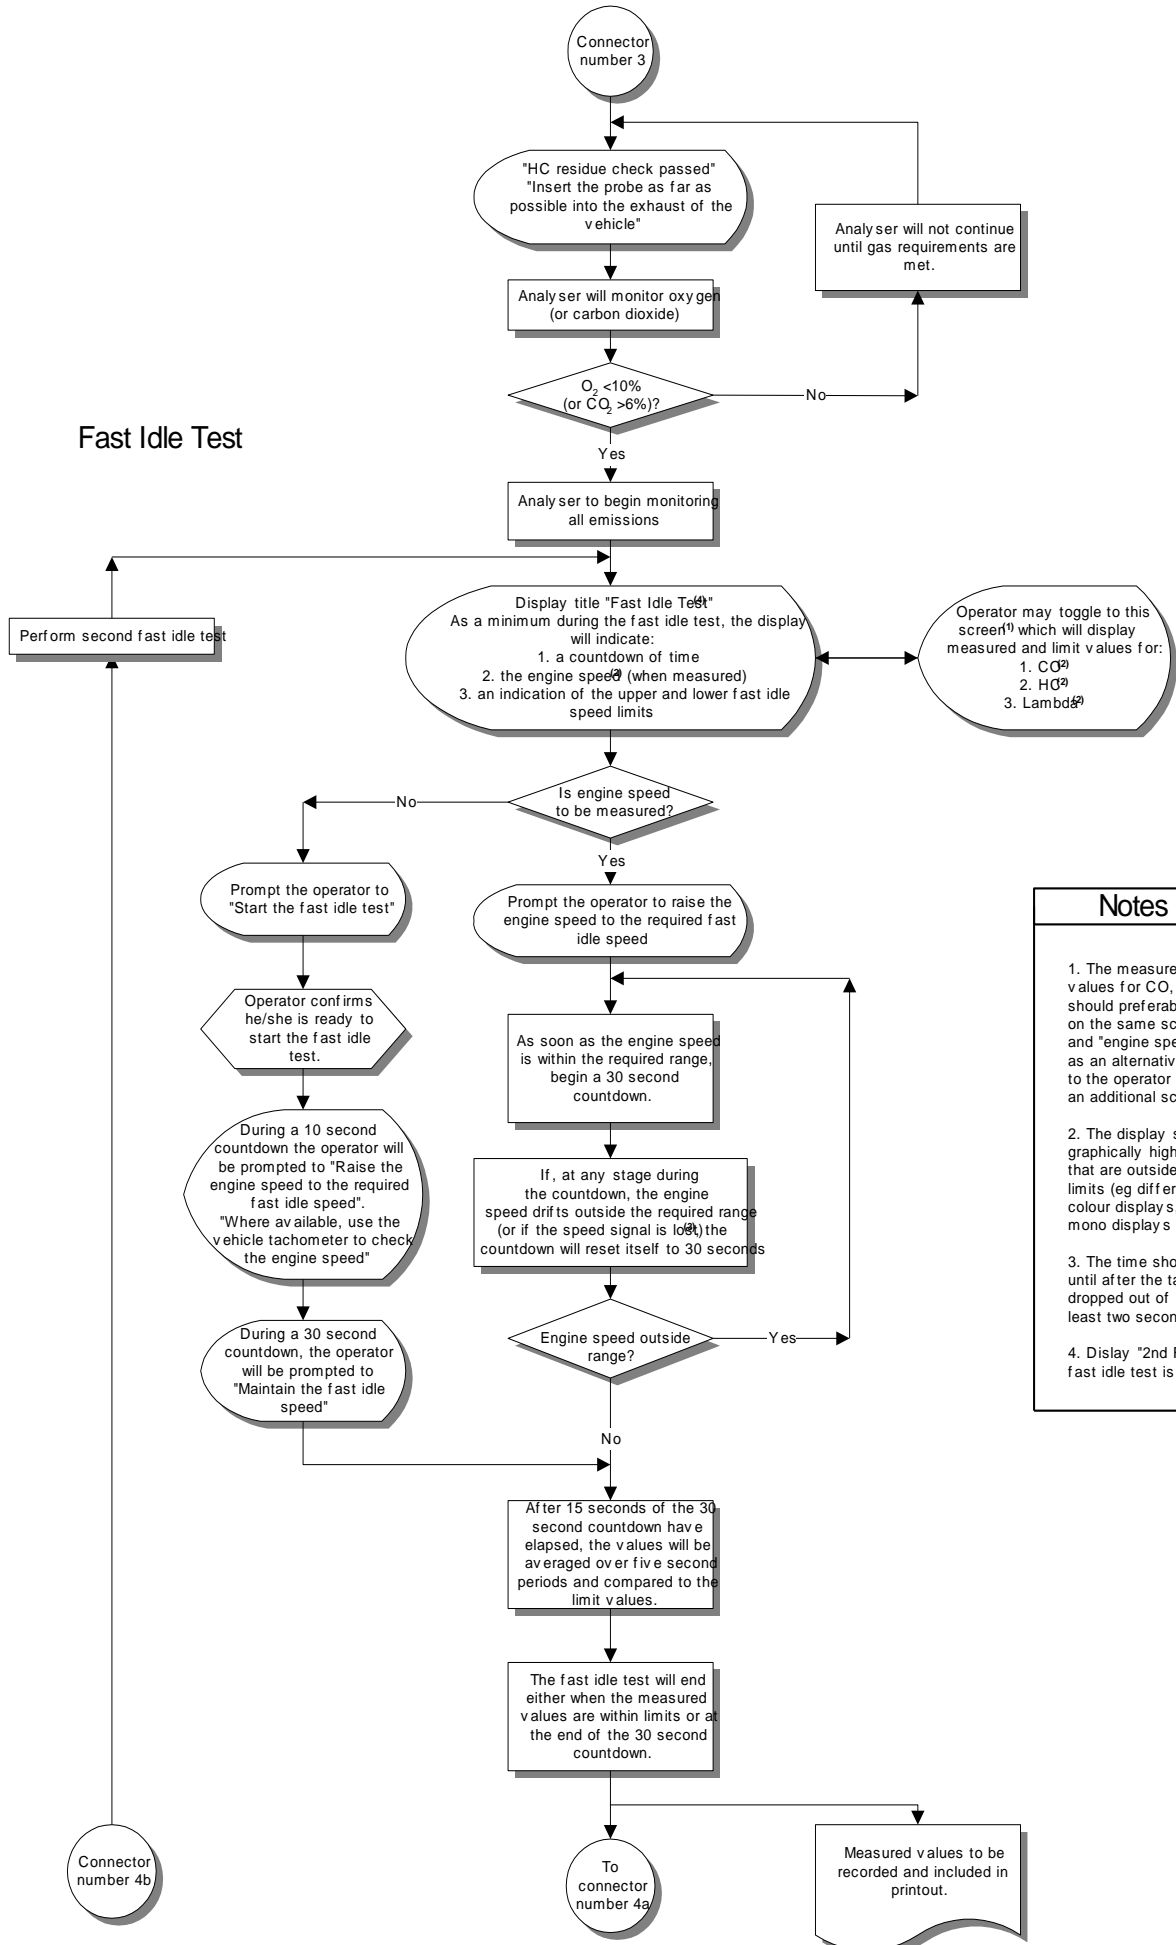 Connector
number 3
"HC residue check passed"
"Insert the probe as far as
possible into the exhaust of the
vehicle"
Analyser will not continue
until gas requirements are
met.
Analyser will monitor oxygen
(or carbon dioxide)
O2 <10%
(or CO2 >6%)?
No
Fast Idle Test
Yes
Analyser to begin monitoring
all emissions
Perform second fast idle test
Display title "Fast Idle Test"(4)
As a minimum during the fast idle test, the display
will indicate:
1. a countdown of time
2. the engine speed(3) (when measured)
3. an indication of the upper and lower fast idle
speed limits
Operator may toggle to this
screen(1) which will display
measured and limit values for:
1. CO(2)
2. HC(2)
3. Lambda(2)
Is engine speed
to be measured?
No
Yes
Prompt the operator to
"Start the fast idle test"
Prompt the operator to raise the
engine speed to the required fast
idle speed
Operator confirms
he/she is ready to
start the fast idle
test.
As soon as the engine speed
is within the required range,
begin a 30 second
countdown.
During a 10 second
countdown the operator will
be prompted to "Raise the
engine speed to the required
fast idle speed".
"Where available, use the
vehicle tachometer to check
the engine speed"
If, at any stage during
the countdown, the engine
speed drifts outside the required range
(or if the speed signal is lost(3),) the
countdown will reset itself to 30 seconds
Engine speed outside
range?
Yes
During a 30 second
countdown, the operator
will be prompted to
"Maintain the fast idle
speed"
No
After 15 seconds of the 30
second countdown have
elapsed, the values will be
averaged over five second
periods and compared to the
limit values.
The fast idle test will end
either when the measured
values are within limits or at
the end of the 30 second
countdown.
Connector
number 4b
To
connector
number 4a
Measured values to be
recorded and included in
printout.
Notes
1. The measure
values for CO,
should preferab
on the same sc
and "engine spe
as an alternativ
to the operator
an additional sc
2. The display s
graphically high
that are outside
limits (eg differ
colour displays
mono displays
3. The time sho
until after the ta
dropped out of
least two secon
4. Dislay "2nd F
fast idle test is